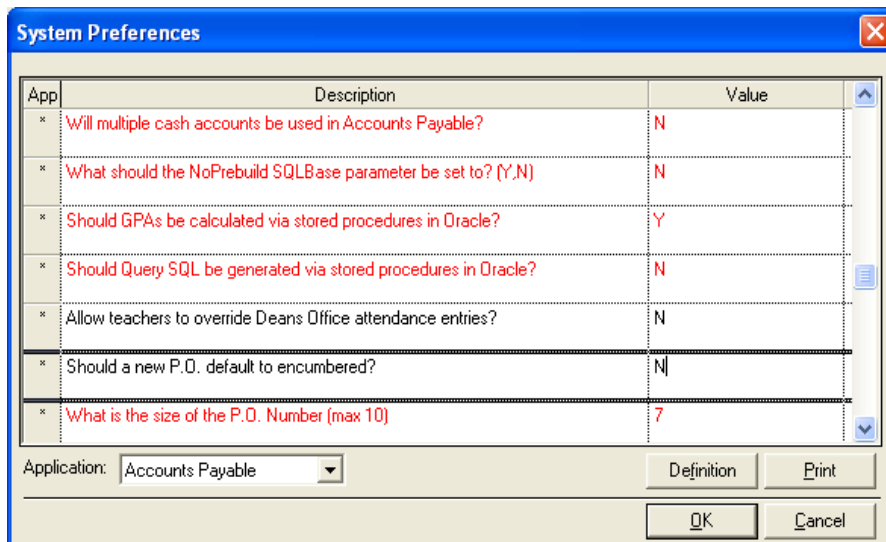 System Preferences
App Description Value
* Will multiple cash accounts be used in Accounts Payable? N
* What should the NoPrebuild SQLBase parameter be set to? (Y,N) N
* Should GPAs be calculated via stored procedures in Oracle? Y
* Should Query SQL be generated via stored procedures in Oracle? N
* Allow teachers to override Deans Office attendance entries? N
* Should a new P.O. default to encumbered? N
* What is the size of the P.O. Number (max 10) 7
Application: Accounts Payable Definition Print
OK Cancel